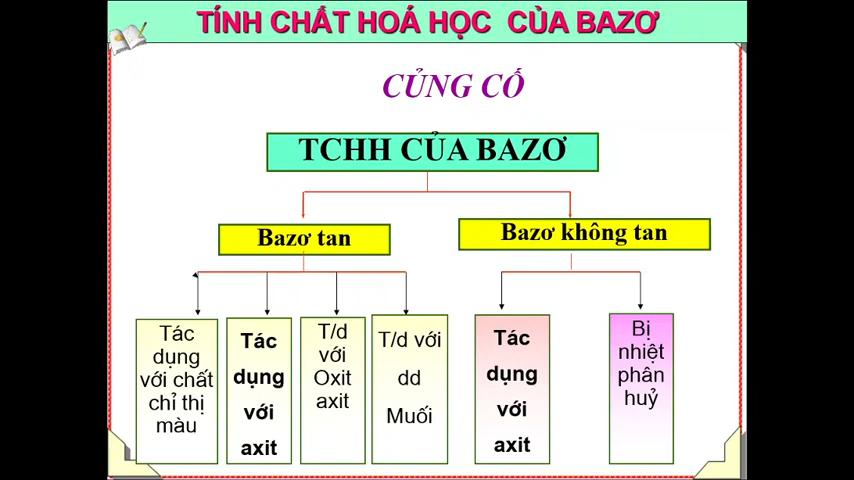 TÍNH CHẤT HOÁ HỌC CỦA BAZƠ
CỦNG CỐ
TCHH CỦA BAZƠ
Bazơ tan
Bazơ không tan
Tác
dụng
với chất
chỉ thị
màu
Tác
dụng
với
axit
T/d
với
Oxit
axit
T/d với
dd
Muối
Tác
dụng
với
axit
Bị
nhiệt
phân
huỷ